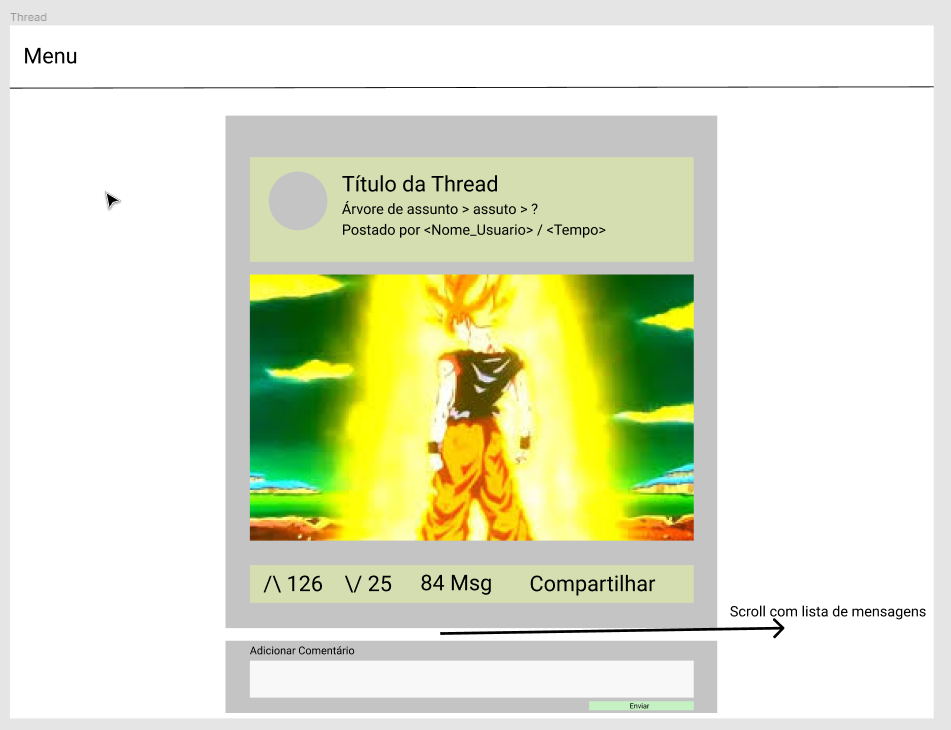 Thread
Menu
Título da Thread
Árvore de assunto > assuto > ?
Postado por <Nome_Usuario> / <Tempo>
/\ 126 \/ 25 84 Msg Compartilhar
Scroll com lista de mensagens
Adicionar Comentário
Enviar